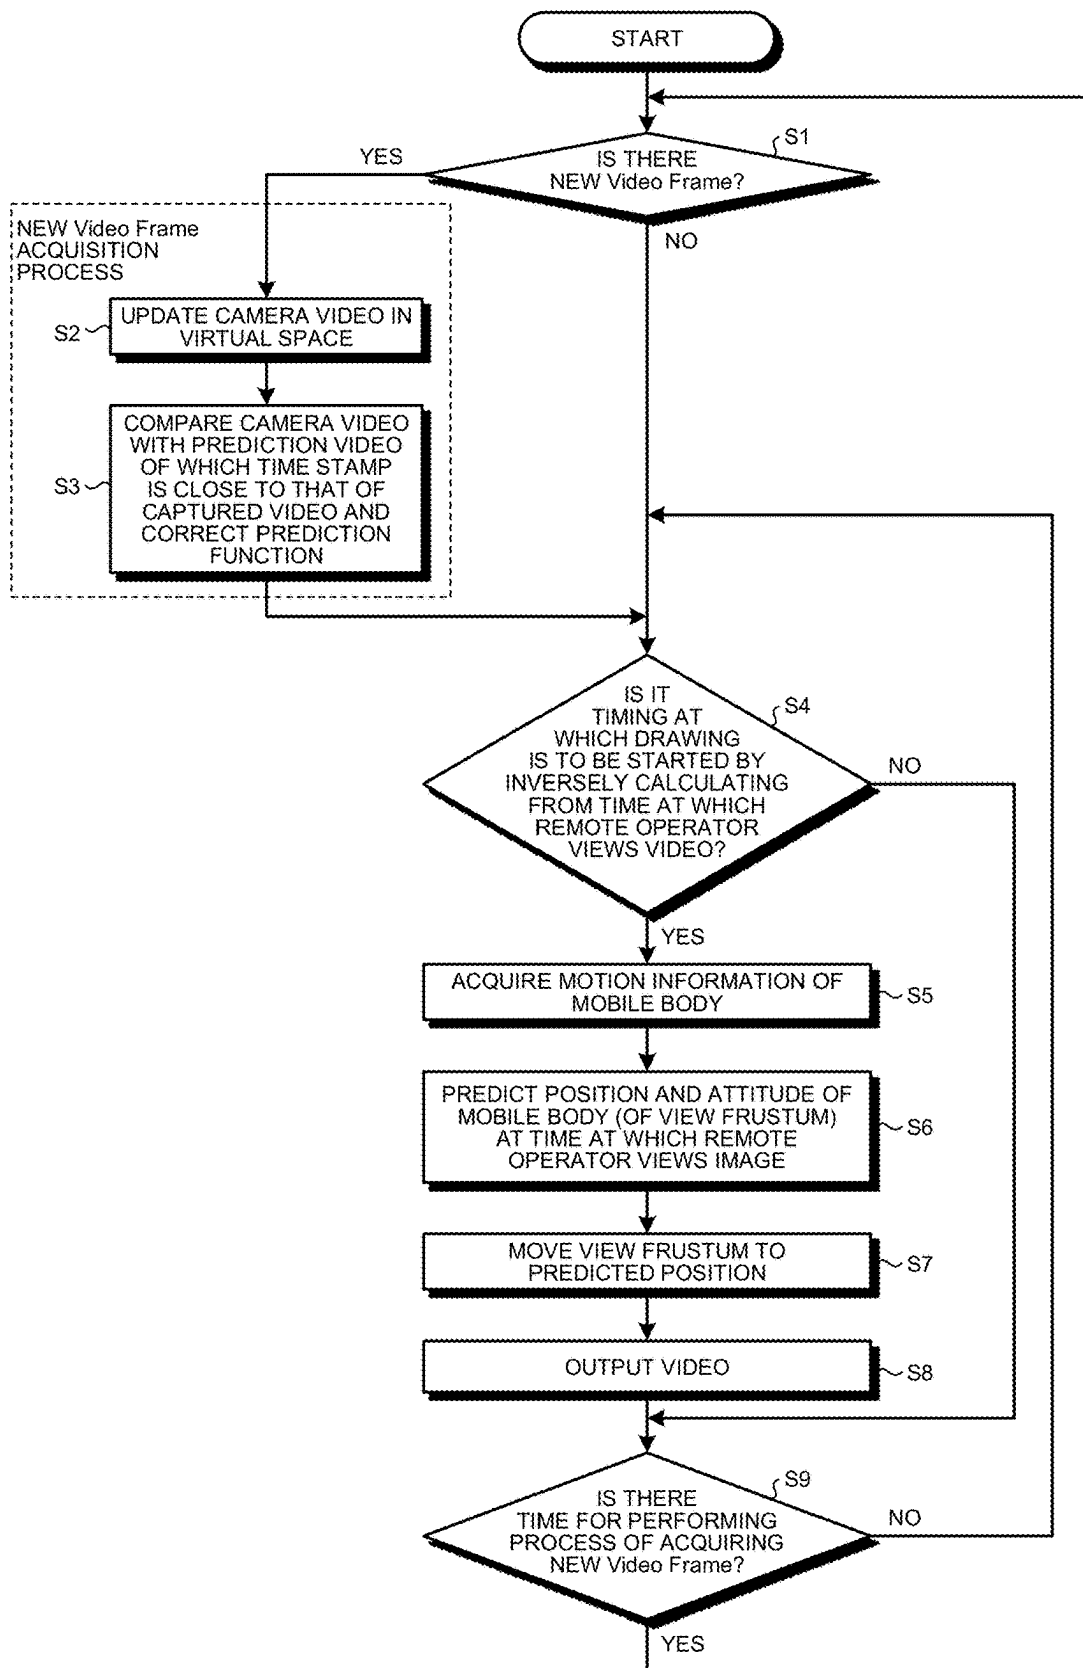 START
S1
IS THERE
NEW Video Frame?
YES
NO
NEW Video Frame
ACQUISITION
PROCESS
S2
UPDATE CAMERA VIDEO IN
VIRTUAL SPACE
S3
COMPARE CAMERA VIDEO
WITH PREDICTION VIDEO
OF WHICH TIME STAMP
IS CLOSE TO THAT OF
CAPTURED VIDEO AND
CORRECT PREDICTION
FUNCTION
S4
IS IT
TIMING AT
WHICH DRAWING
IS TO BE STARTED BY
INVERSELY CALCULATING
FROM TIME AT WHICH
REMOTE OPERATOR
VIEWS VIDEO?
NO
YES
ACQUIRE MOTION INFORMATION OF
MOBILE BODY
S5
PREDICT POSITION AND ATTITUDE OF
MOBILE BODY (OF VIEW FRUSTUM)
AT TIME AT WHICH REMOTE
OPERATOR VIEWS IMAGE
S6
MOVE VIEW FRUSTUM TO
PREDICTED POSITION
S7
OUTPUT VIDEO
S8
S9
IS THERE
TIME FOR PERFORMING
PROCESS OF ACQUIRING
NEW Video Frame?
NO
YES